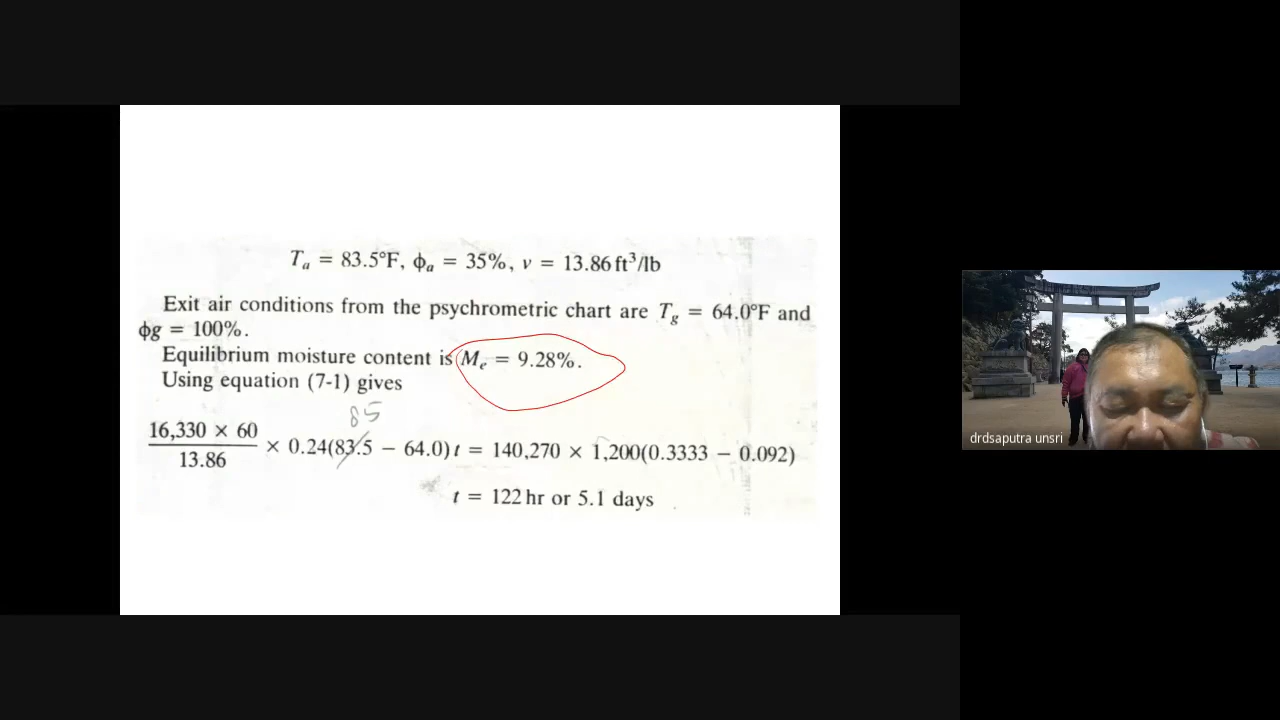 Tₐ = 83.5°F, ϕₐ = 35%, v = 13.86 ft³/lb
Exit air conditions from the psychrometric chart are T_g = 64.0°F and
ϕg = 100%.
Equilibrium moisture content is Mₑ = 9.28%.
Using equation (7-1) gives
85
16,330 × 60 / 13.86 × 0.24(83.5 − 64.0) t = 140,270 × 1,200(0.3333 − 0.092)
t = 122 hr or 5.1 days
drdsaputra unsri